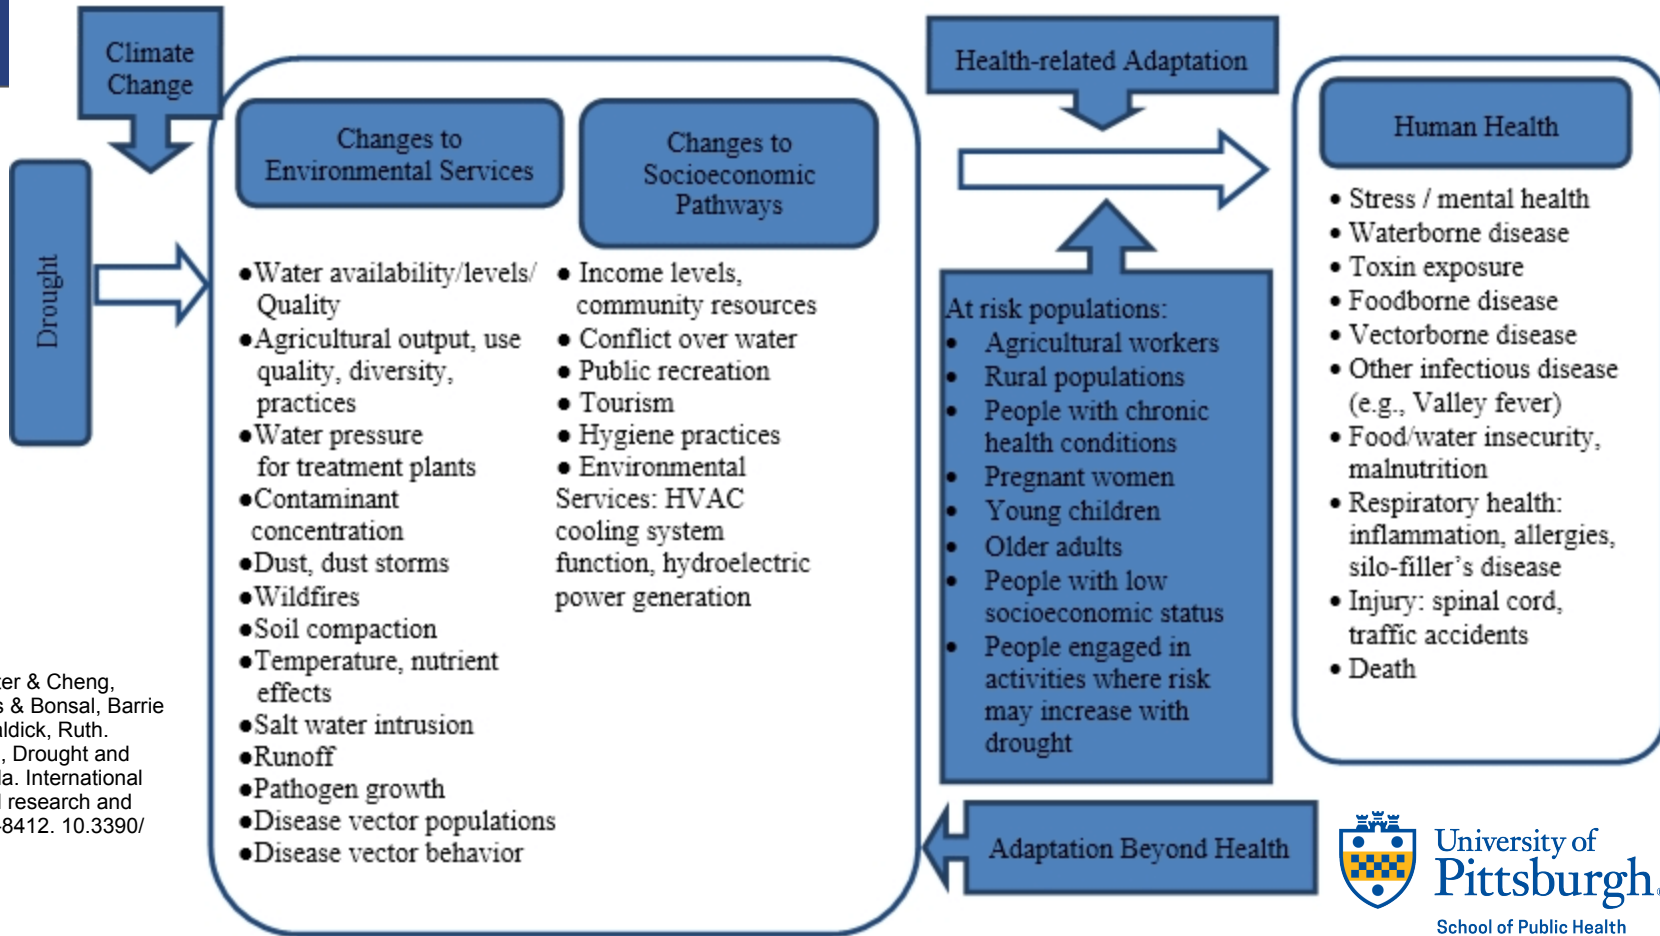 Climate
Change
Drought
Changes to
Environmental Services
●Water availability/levels/
Quality
●Agricultural output, use
quality, diversity,
practices
●Water pressure
for treatment plants
●Contaminant
concentration
●Dust, dust storms
●Wildfires
●Soil compaction
●Temperature, nutrient
effects
●Salt water intrusion
●Runoff
●Pathogen growth
●Disease vector populations
●Disease vector behavior
Changes to
Socioeconomic
Pathways
● Income levels,
community resources
● Conflict over water
● Public recreation
● Tourism
● Hygiene practices
● Environmental
Services: HVAC
cooling system
function, hydroelectric
power generation
Health-related Adaptation
At risk populations:
• Agricultural workers
• Rural populations
• People with chronic
health conditions
• Pregnant women
• Young children
• Older adults
• People with low
socioeconomic status
• People engaged in
activities where risk
may increase with
drought
Adaptation Beyond Health
Human Health
• Stress / mental health
• Waterborne disease
• Toxin exposure
• Foodborne disease
• Vectorborne disease
• Other infectious disease
(e.g., Valley fever)
• Food/water insecurity,
malnutrition
• Respiratory health:
inflammation, allergies,
silo-filler’s disease
• Injury: spinal cord,
traffic accidents
• Death
& Cheng,
& Bonsal, Barrie
Ruth.
, Drought and
International
research and
8412. 10.3390/
University of
Pittsburgh.
School of Public Health